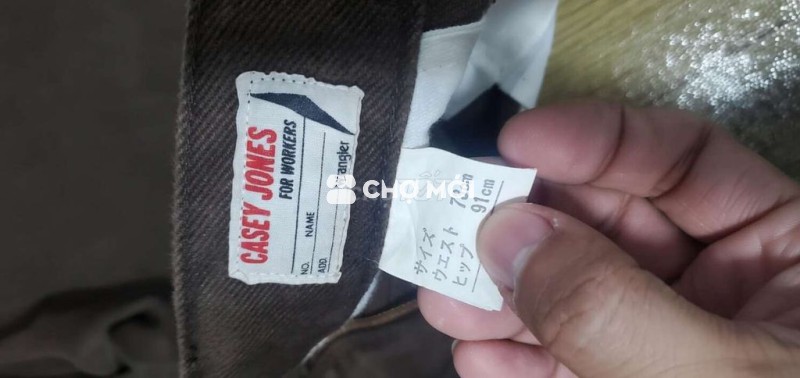 CASEY JONES
FOR WORKERS
NAME
NO.
ADD
Wrangler
CHỢ MỚI
サイズ
ウエスト
ヒップ 91cm